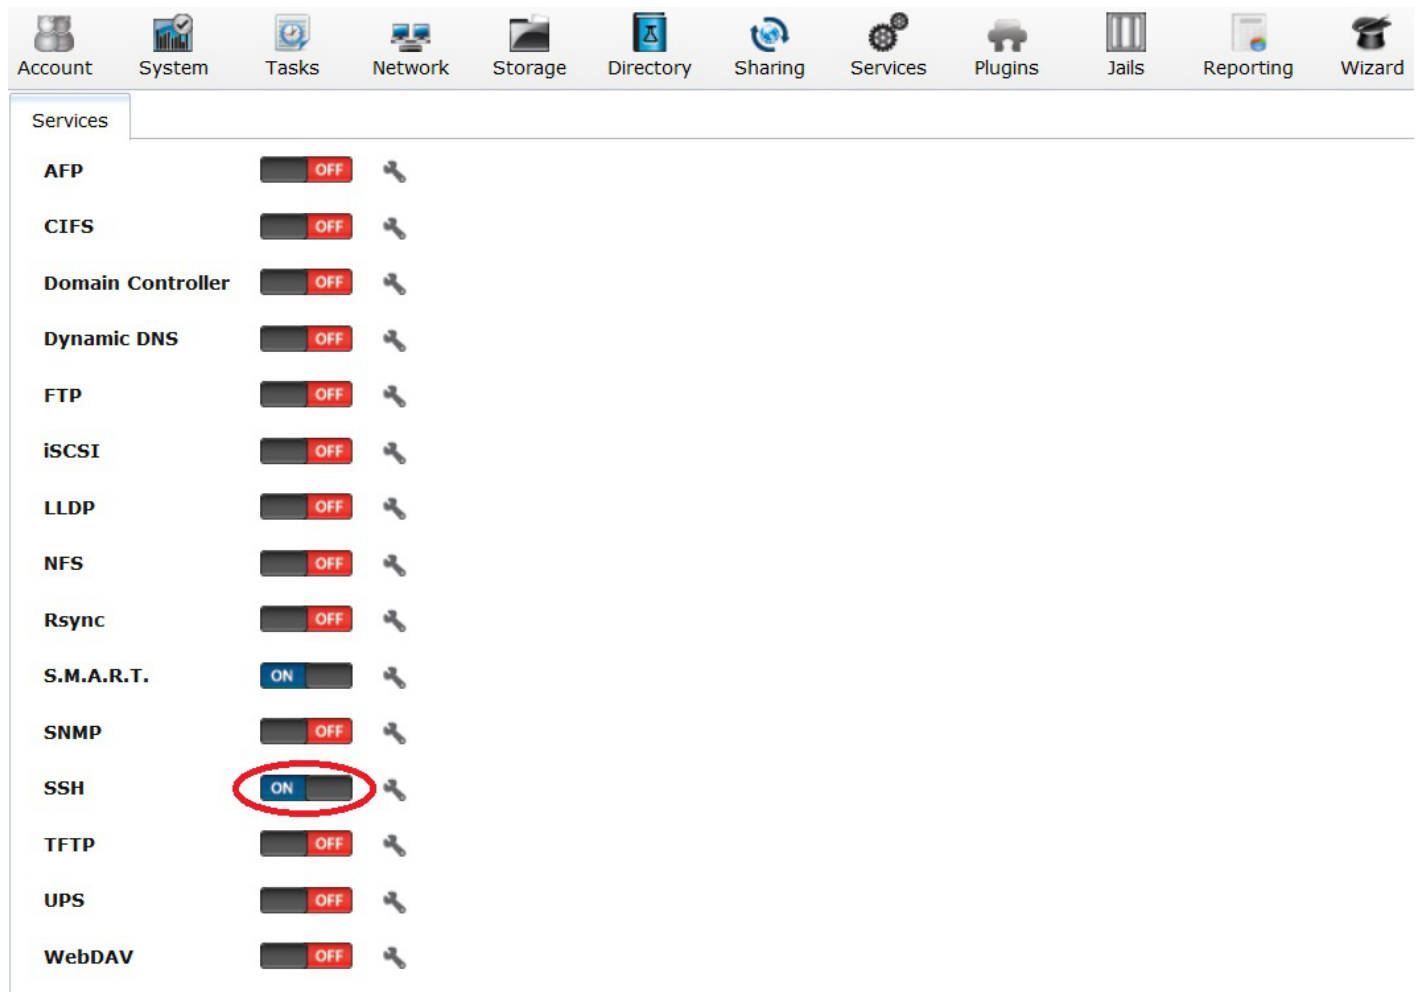 Account System Tasks Network Storage Directory Sharing Services Plugins Jails Reporting Wizard
Services
AFP OFF
CIFS OFF
Domain Controller OFF
Dynamic DNS OFF
FTP OFF
iSCSI OFF
LLDP OFF
NFS OFF
Rsync OFF
S.M.A.R.T. ON
SNMP OFF
SSH ON
TFTP OFF
UPS OFF
WebDAV OFF